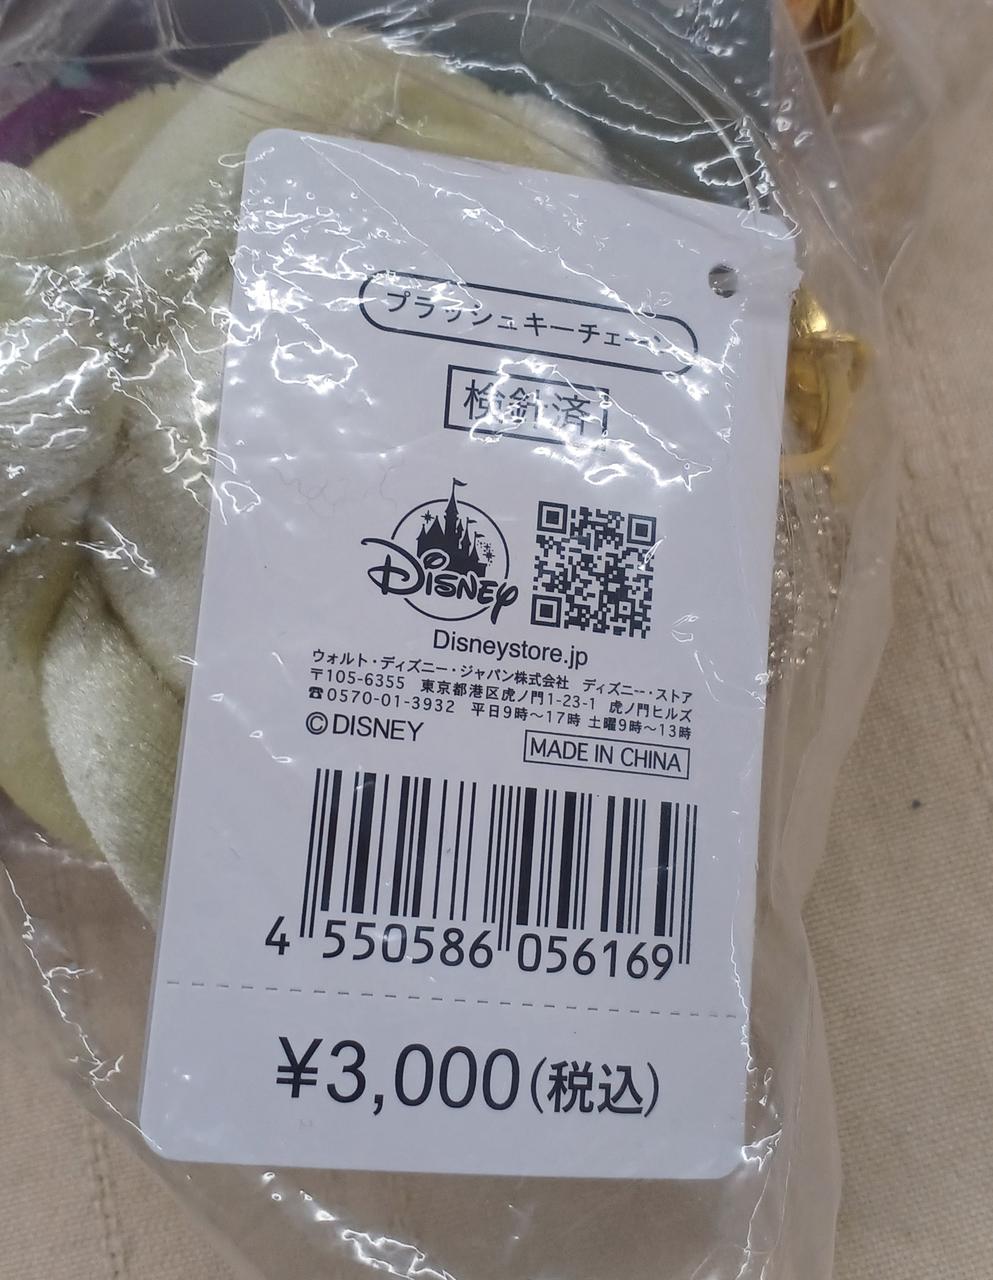 プラッシュキーチェーン
検針済
Disney
Disneystore.jp
ウォルト・ディズニー・ジャパン株式会社 ディズニー・ストア
〒105-6355 東京都港区虎ノ門1-23-1 虎ノ門ヒルズ
☎0570-01-3932 平日9時～17時 土曜9時～13時
©DISNEY
MADE IN CHINA
4 550586 056169
¥3,000(税込)